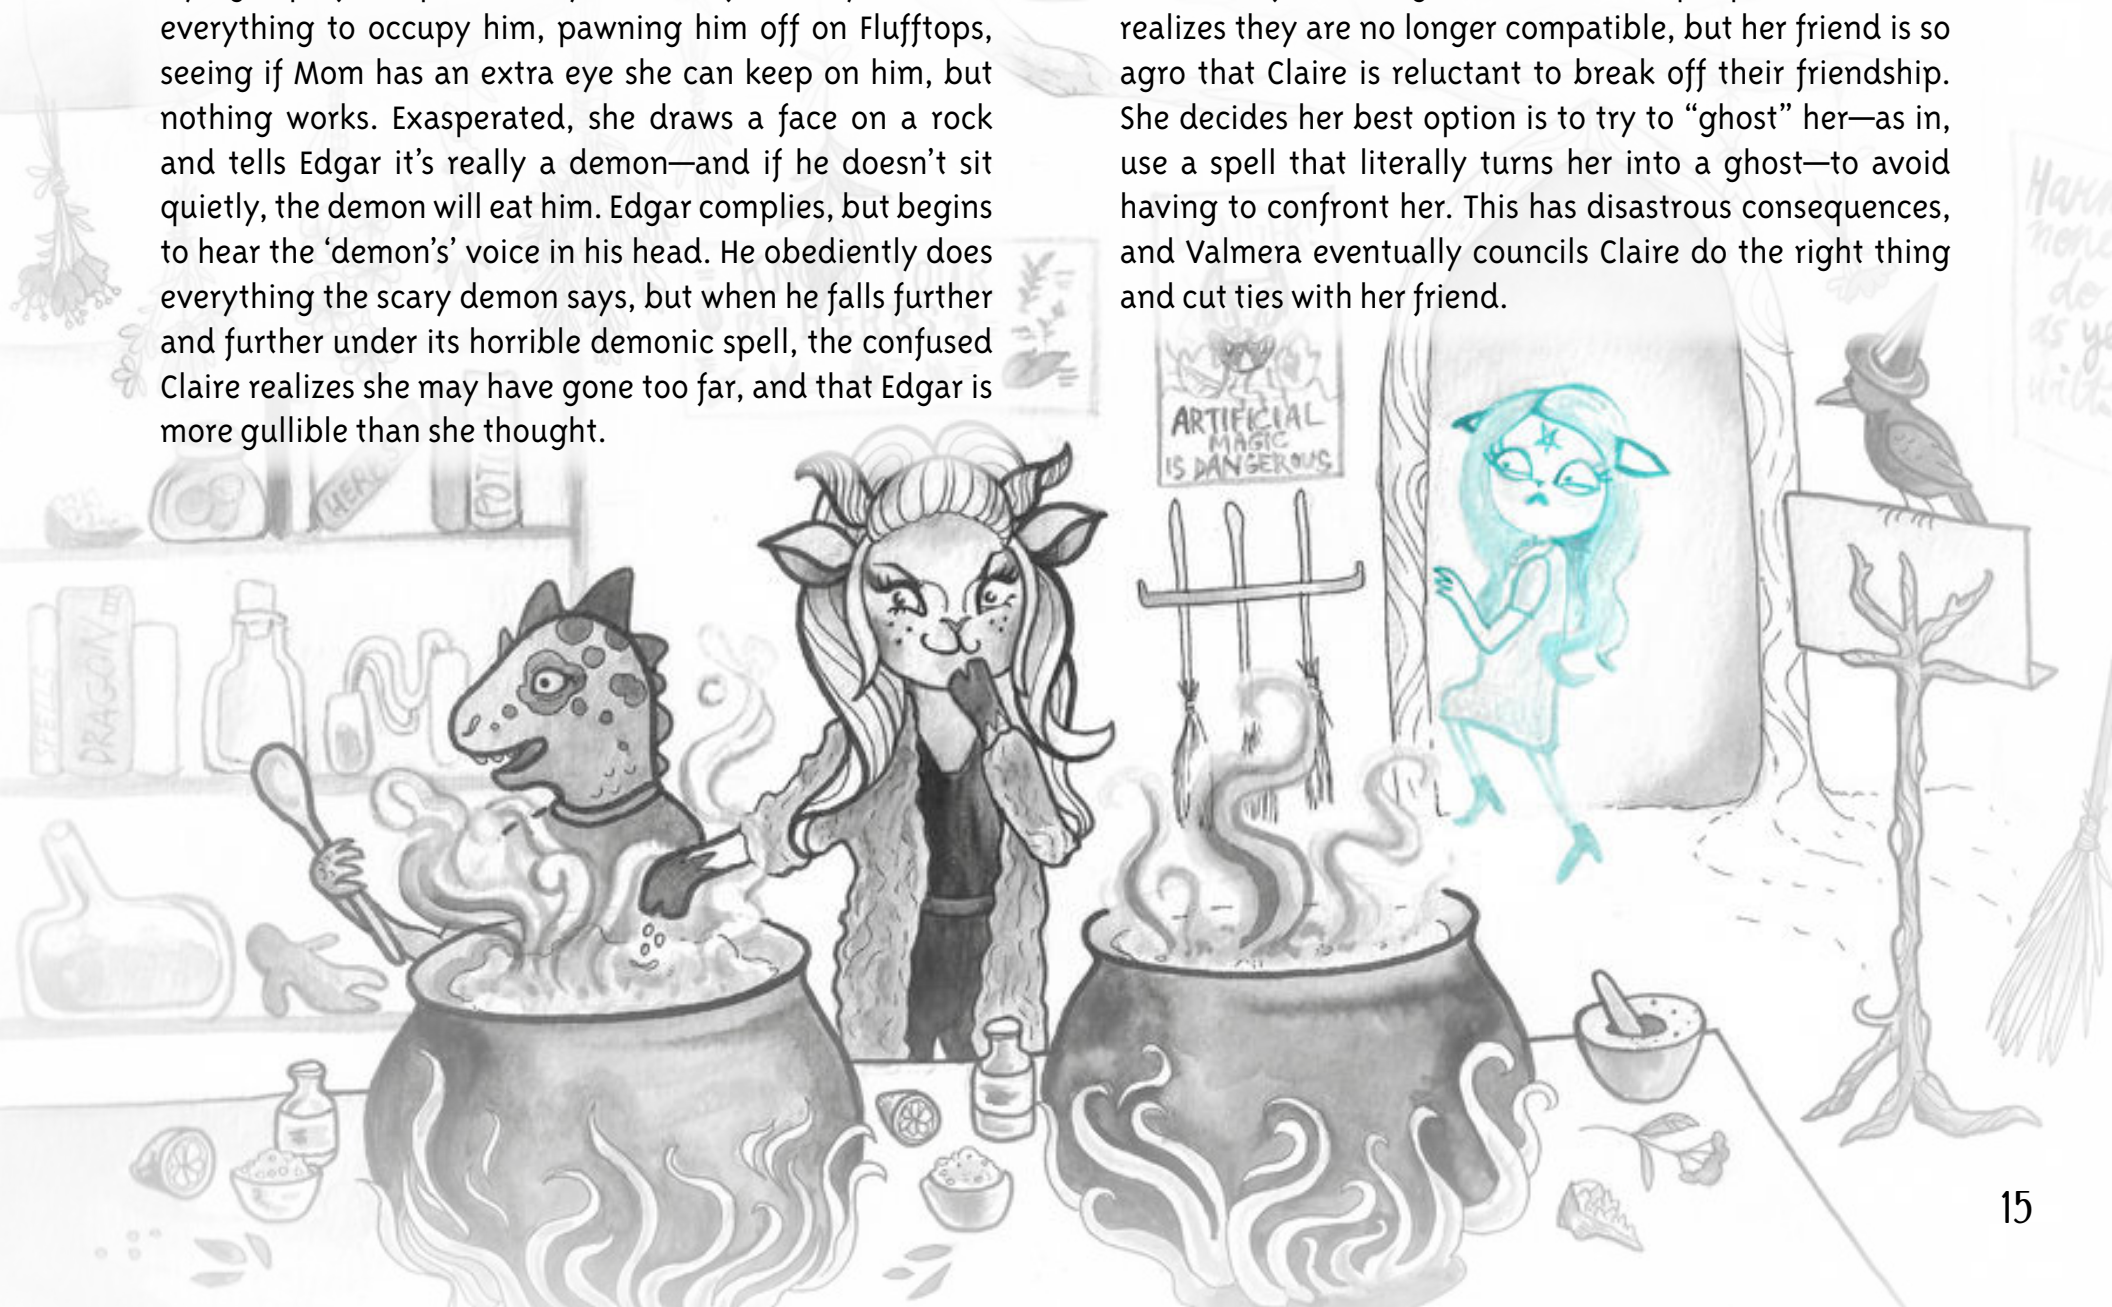 everything to occupy him, pawning him off on Flufftops,
seeing if Mom has an extra eye she can keep on him, but
nothing works. Exasperated, she draws a face on a rock
and tells Edgar it’s really a demon—and if he doesn’t sit
quietly, the demon will eat him. Edgar complies, but begins
to hear the ‘demon’s’ voice in his head. He obediently does
everything the scary demon says, but when he falls further
and further under its horrible demonic spell, the confused
Claire realizes she may have gone too far, and that Edgar is
more gullible than she thought.
realizes they are no longer compatible, but her friend is so
agro that Claire is reluctant to break off their friendship.
She decides her best option is to try to “ghost” her—as in,
use a spell that literally turns her into a ghost—to avoid
having to confront her. This has disastrous consequences,
and Valmera eventually councils Claire do the right thing
and cut ties with her friend.
ARTIFICIAL
MAGIC
IS DANGEROUS
HERBS
POTI
SPELLS
DRAGON III
do
as
15